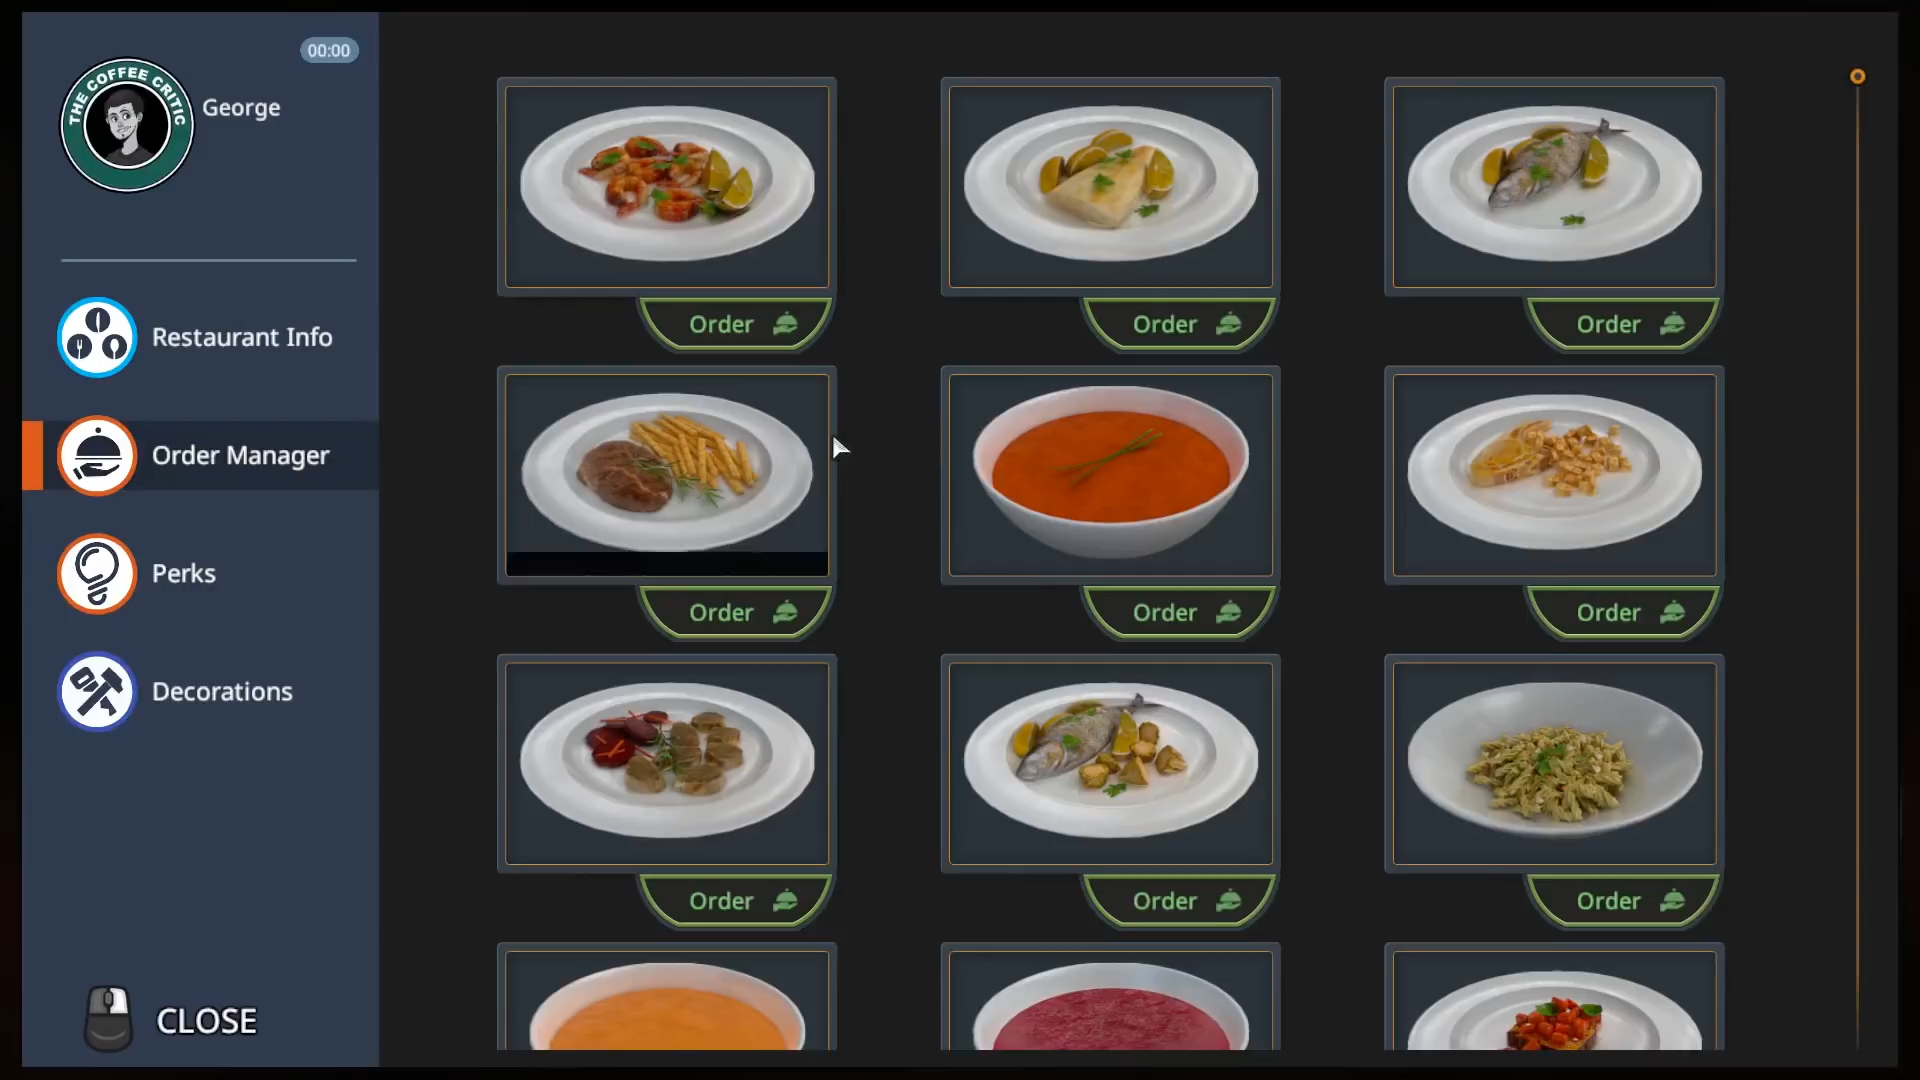 00:00
THE COFFEE CRITIC
George
Restaurant Info
Order Manager
Perks
Decorations
CLOSE
Order
Order
Order
Order
Order
Order
Order
Order
Order